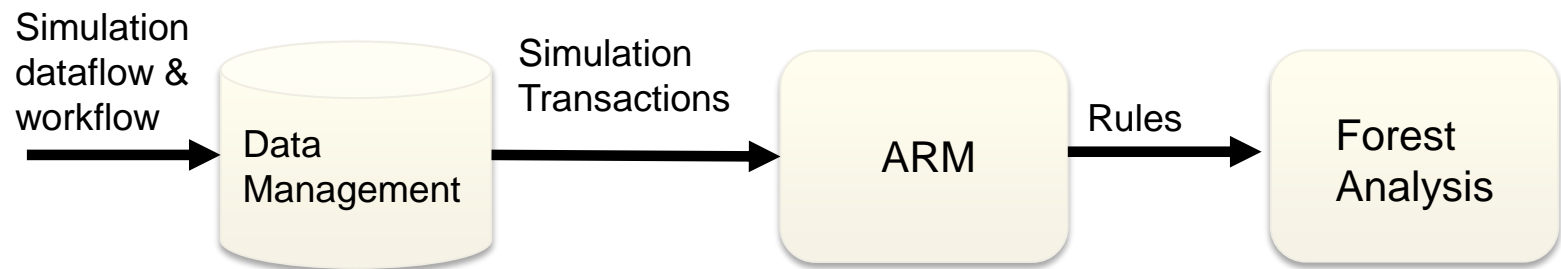 Simulation
dataflow &
workflow
Data
Management
Simulation
Transactions
ARM
Rules
Forest
Analysis